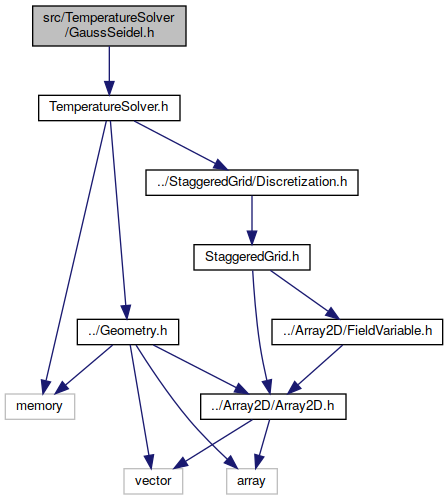 src/TemperatureSolver
/GaussSeidel.h
TemperatureSolver.h
../StaggeredGrid/Discretization.h
StaggeredGrid.h
../Geometry.h
../Array2D/FieldVariable.h
memory
../Array2D/Array2D.h
vector
array